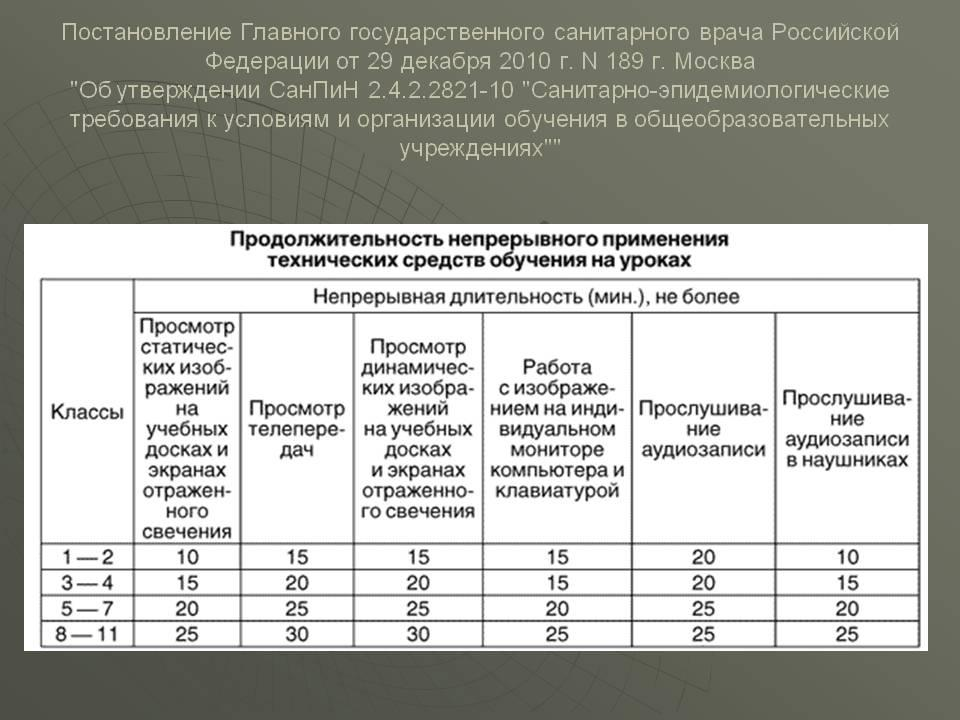 Постановление Главного государственного санитарного врача Российской
Федерации от 29 декабря 2010 г. N 189 г. Москва
"Об утверждении СанПиН 2.4.2.2821-10 "Санитарно-эпидемиологические
требования к условиям и организации обучения в общеобразовательных
учреждениях""
Продолжительность непрерывного применения
технических средств обучения на уроках
Классы
Непрерывная длительность (мин.), не более
Просмотр
статичес-
ких изоб-
ражений
на
учебных
досках и
экранах
отражен-
ного
свечения
Просмотр
телепере-
дач
Просмотр
динамичес-
ких изобра-
жений
на учебных
досках
и экранах
отраженно-
го свечения
Работа
с изображе-
нием на инди-
видуальном
мониторе
компьютера и
клавиатурой
Прослушива-
ние
аудиозаписи
Прослушива-
ние
аудиозаписи
в наушниках
1 — 2 10 15 15 15 20 10
3 — 4 15 20 20 15 20 15
5 — 7 20 25 25 20 25 20
8 — 11 25 30 30 25 25 25